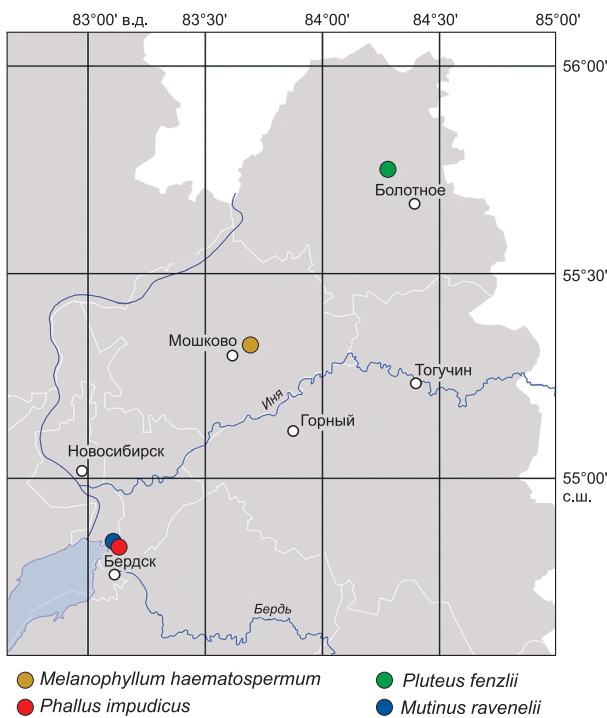 83°00' в.д. 83°30' 84°00' 84°30' 85°00'
56°00'
Болотное
55°30'
Мошково
Тогучин
Иня
Горный
Новосибирск
55°00'
с.ш.
Бердск
Бердь
Melanophyllum haematospermum
Pluteus fenzlii
Phallus impudicus
Mutinus ravenelii